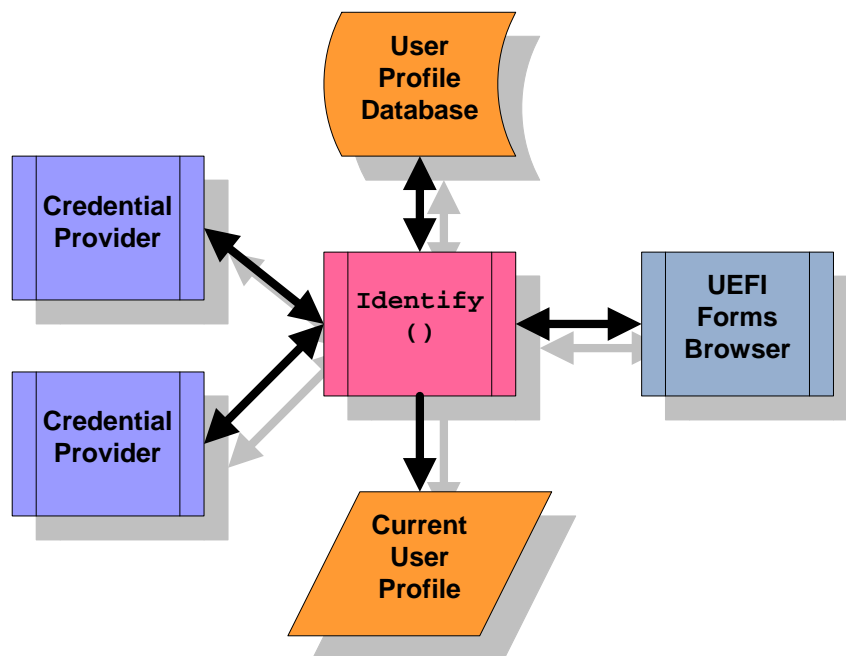 User
Profile
Database
Credential
Provider
Identify
()
UEFI
Forms
Browser
Credential
Provider
Current
User
Profile